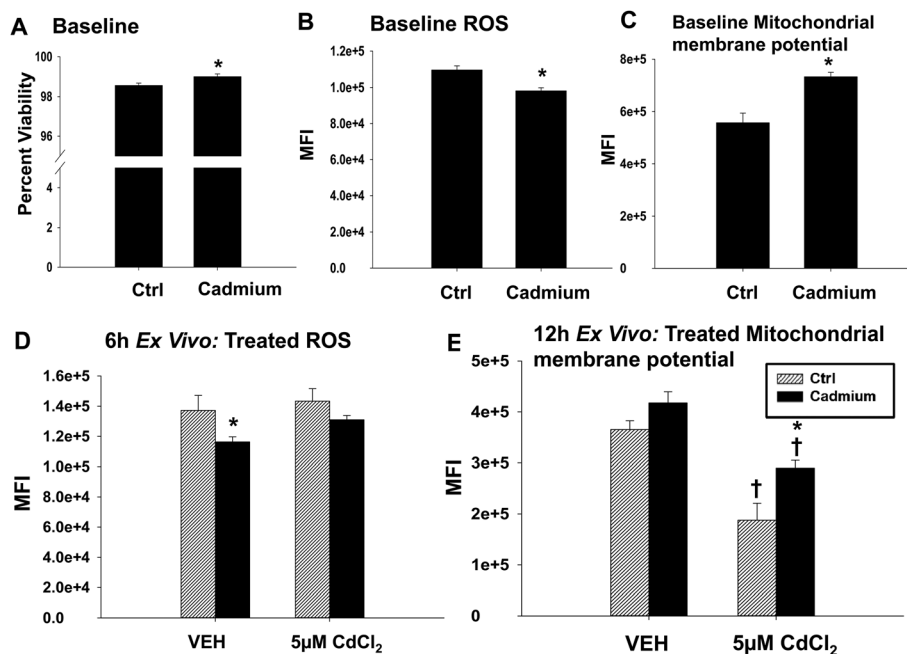 A Baseline
Percent Viability
100
98
96
4
2
0
*
Ctrl Cadmium
B Baseline ROS
MFI
1.2e+5
1.0e+5
8.0e+4
6.0e+4
4.0e+4
2.0e+4
0.0
*
Ctrl Cadmium
C Baseline Mitochondrial
membrane potential
MFI
8e+5
6e+5
4e+5
2e+5
0
*
Ctrl Cadmium
D 6h Ex Vivo: Treated ROS
MFI
1.6e+5
1.4e+5
1.2e+5
1.0e+5
8.0e+4
6.0e+4
4.0e+4
2.0e+4
0.0
*
VEH 5µM CdCl₂
E 12h Ex Vivo: Treated Mitochondrial
membrane potential
MFI
5e+5
4e+5
3e+5
2e+5
1e+5
0
Ctrl
Cadmium
*
†
†
VEH 5µM CdCl₂